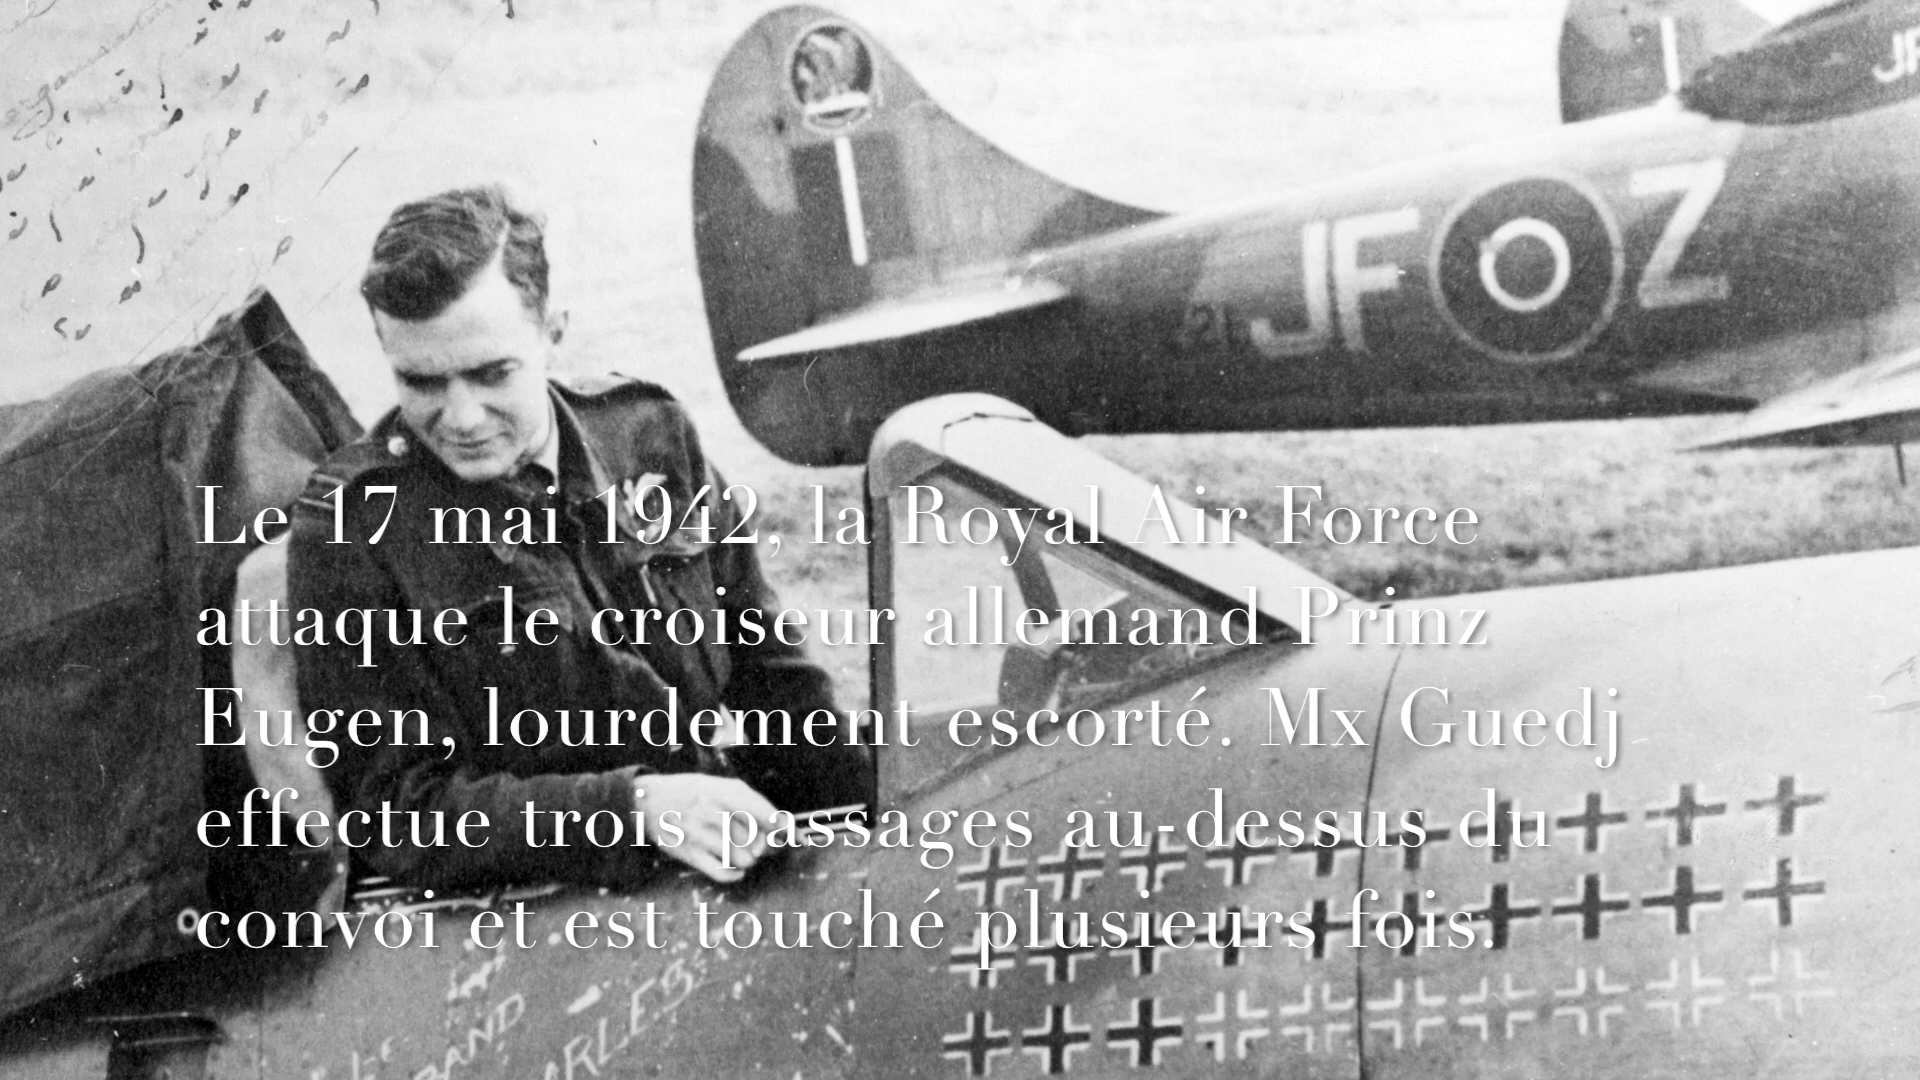 JF
JF Z
Le 17 mai 1942, la Royal Air Force
attaque le croiseur allemand Prinz
Eugen, lourdement escorté. Mx Guedj
effectue trois passages au-dessus du
convoi et est touché plusieurs fois.